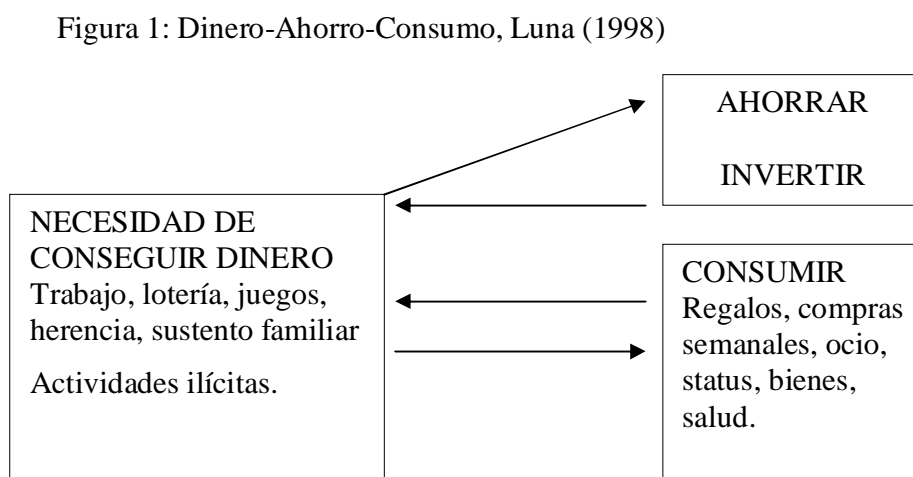 Figura 1: Dinero-Ahorro-Consumo, Luna (1998)
AHORRAR
INVERTIR
NECESIDAD DE
CONSEGUIR DINERO
Trabajo, lotería, juegos,
herencia, sustento familiar
Actividades ilícitas.
CONSUMIR
Regalos, compras
semanales, ocio,
status, bienes,
salud.